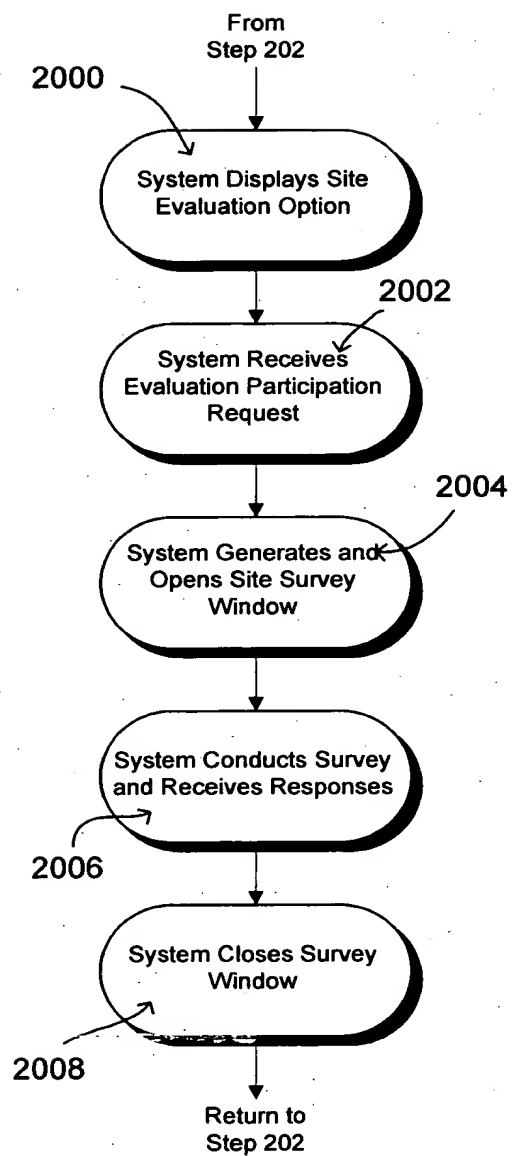 From
Step 202
2000
System Displays Site
Evaluation Option
2002
System Receives
Evaluation Participation
Request
2004
System Generates and
Opens Site Survey
Window
System Conducts Survey
and Receives Responses
2006
System Closes Survey
Window
2008
Return to
Step 202